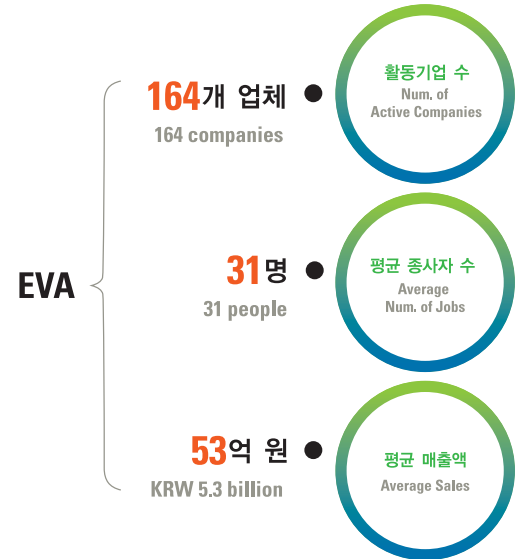 164개 업체
164 companies
활동기업 수
Num. of
Active Companies
EVA
31명
31 people
평균 종사자 수
Average
Num. of Jobs
53억 원
KRW 5.3 billion
평균 매출액
Average Sales